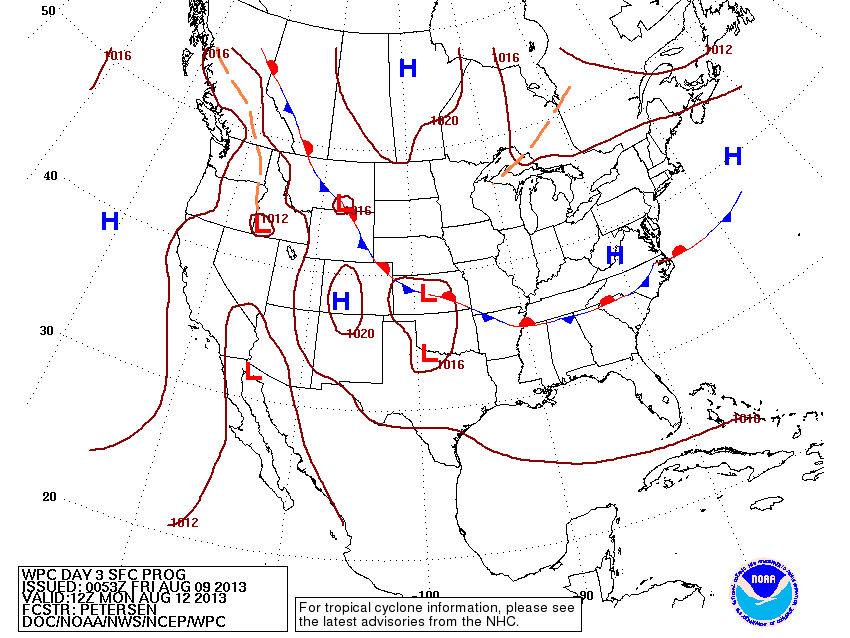 50
1016
1016
H
1016
1012
1020
H
40
L
1016
H
1012
L
H
H
L
1020
30
L
1016
L
1016
20
1012
-100
-90
WPC DAY 3 SFC PROG
ISSUED: 0053Z FRI AUG 09 2013
VALID: 12Z MON AUG 12 2013
FCSTR: PETERSEN
DOC/NOAA/NWS/NCEP/WPC
For tropical cyclone information, please see
the latest advisories from the NHC.
NOAA